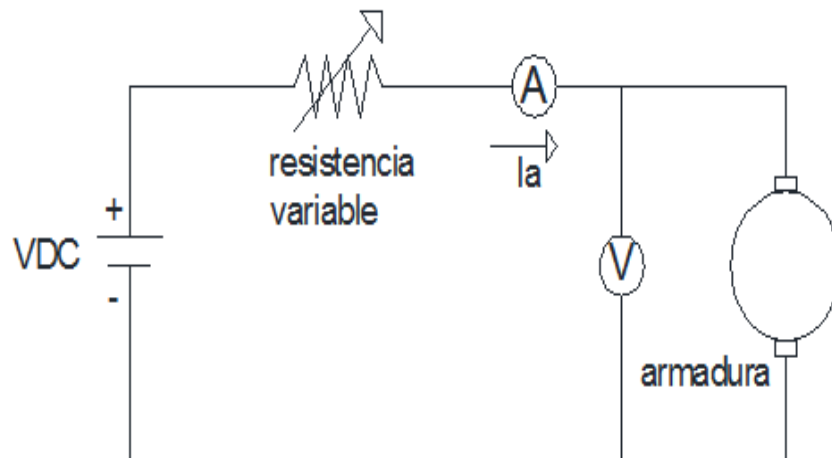 A
resistencia
variable
Ia
+
VDC
-
V
armadura